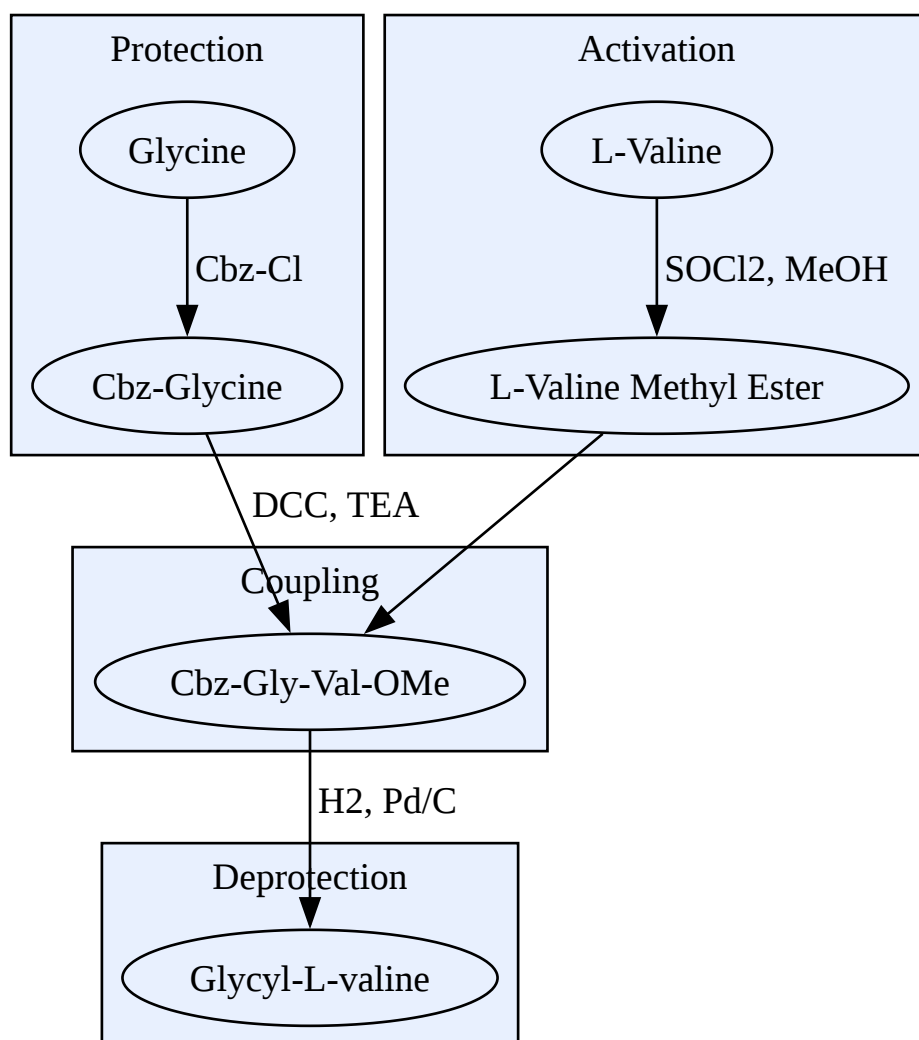 Protection
Activation
Glycine
L-Valine
Cbz-Cl
SOCl2, MeOH
Cbz-Glycine
L-Valine Methyl Ester
DCC, TEA
Coupling
Cbz-Gly-Val-OMe
H2, Pd/C
Deprotection
Glycyl-L-valine